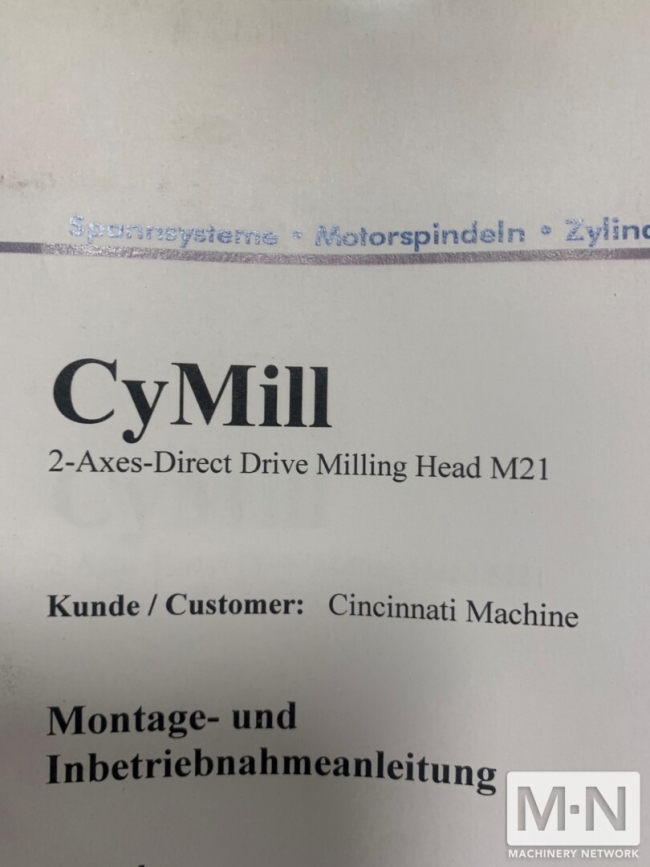 Spannsysteme • Motorspindeln •
CyMill
2-Axes-Direct Drive Milling Head M21
Kunde / Customer: Cincinnati Machine
Montage- und
Inbetriebnahmeanleitung
M·N
MACHINERY NETWORK